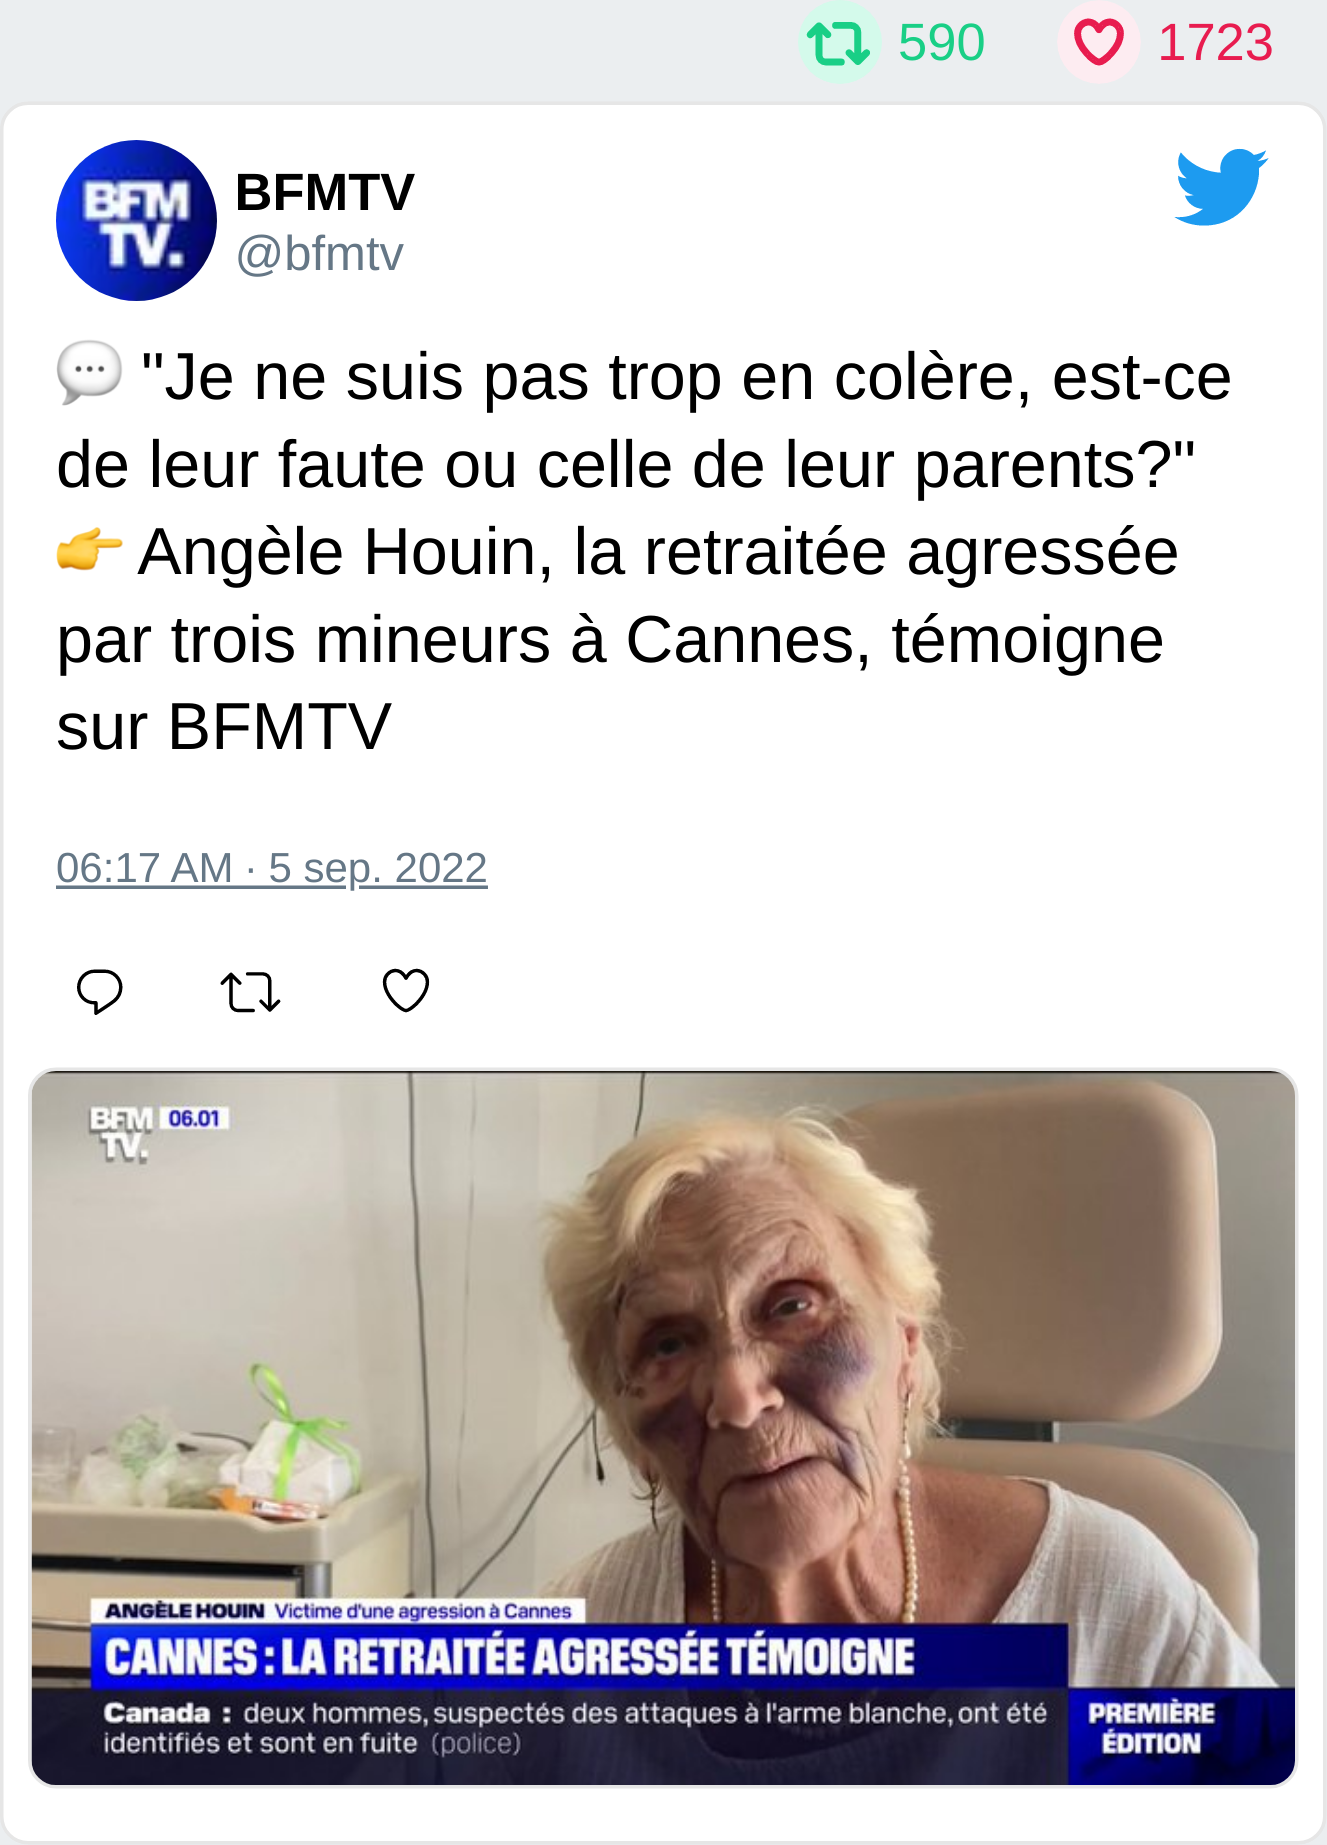 590 1723
BFM
TV.
BFMTV
@bfmtv
💬 "Je ne suis pas trop en colère, est-ce
de leur faute ou celle de leur parents?"
👉 Angèle Houin, la retraitée agressée
par trois mineurs à Cannes, témoigne
sur BFMTV
06:17 AM · 5 sep. 2022
BFM 06.01
TV.
ANGÈLE HOUIN Victime d'une agression à Cannes
CANNES : LA RETRAITÉE AGRESSÉE TÉMOIGNE
Canada : deux hommes, suspectés des attaques à l'arme blanche, ont été
identifiés et sont en fuite (police)
PREMIÈRE
ÉDITION